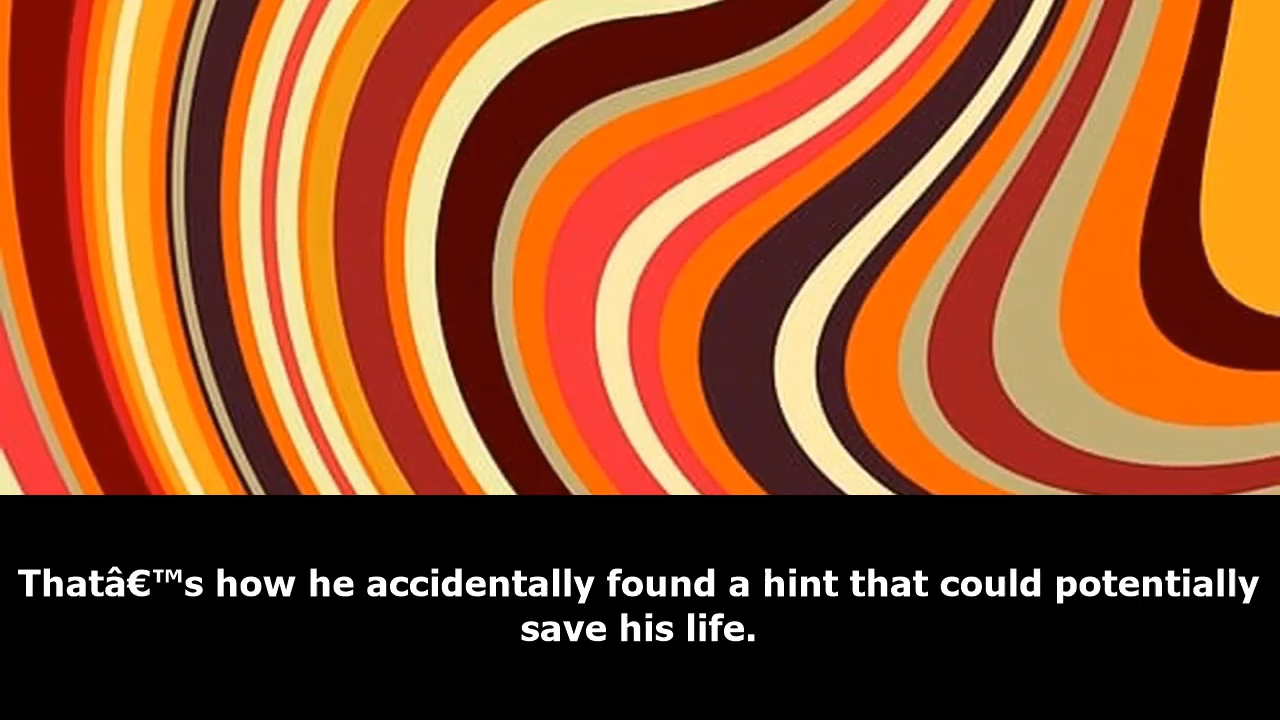 Thatâ€™s how he accidentally found a hint that could potentially
save his life.